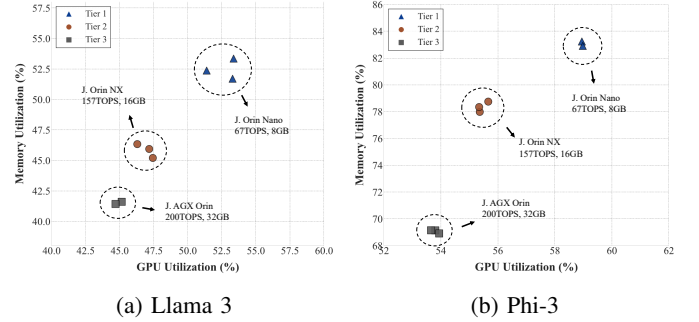 57.5
55.0
52.5
50.0
47.5
45.0
42.5
40.0
Memory Utilization (%)
Tier 1
Tier 2
Tier 3
J. Orin NX
157TOPS, 16GB
J. Orin Nano
67TOPS, 8GB
J. AGX Orin
200TOPS, 32GB
40.0 42.5 45.0 47.5 50.0 52.5 55.0 57.5 60.0
GPU Utilization (%)
(a) Llama 3
86
84
82
80
78
76
74
72
70
68
Memory Utilization (%)
Tier 1
Tier 2
Tier 3
J. Orin Nano
67TOPS, 8GB
J. Orin NX
157TOPS, 16GB
J. AGX Orin
200TOPS, 32GB
52 54 56 58 60 62
GPU Utilization (%)
(b) Phi-3